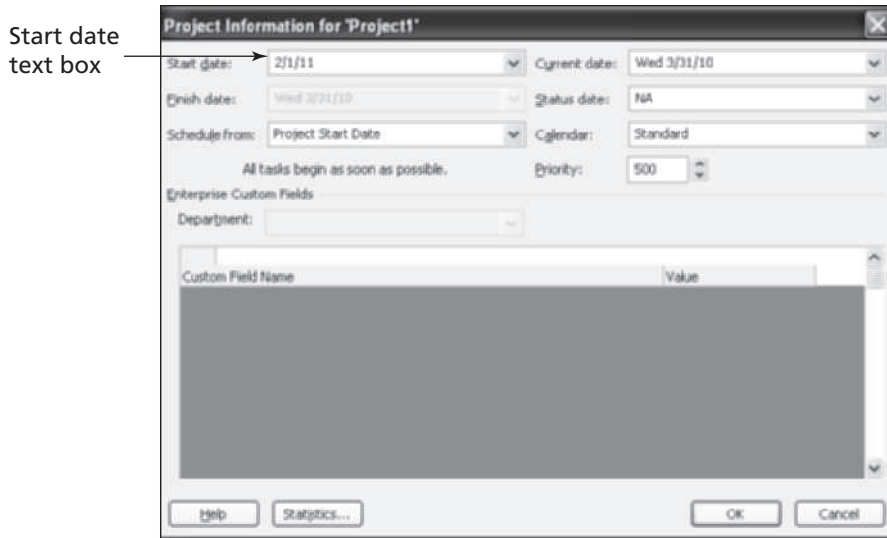 Start date
text box
Project Information for 'Project1'
Start date: 2/1/11 Current date: Wed 3/31/10
Finish date: Wed 3/31/10 Status date: NA
Schedule from: Project Start Date Calendar: Standard
All tasks begin as soon as possible. Priority: 500
Enterprise Custom Fields
Department:
Custom Field Name Value
Help Statistics... OK Cancel